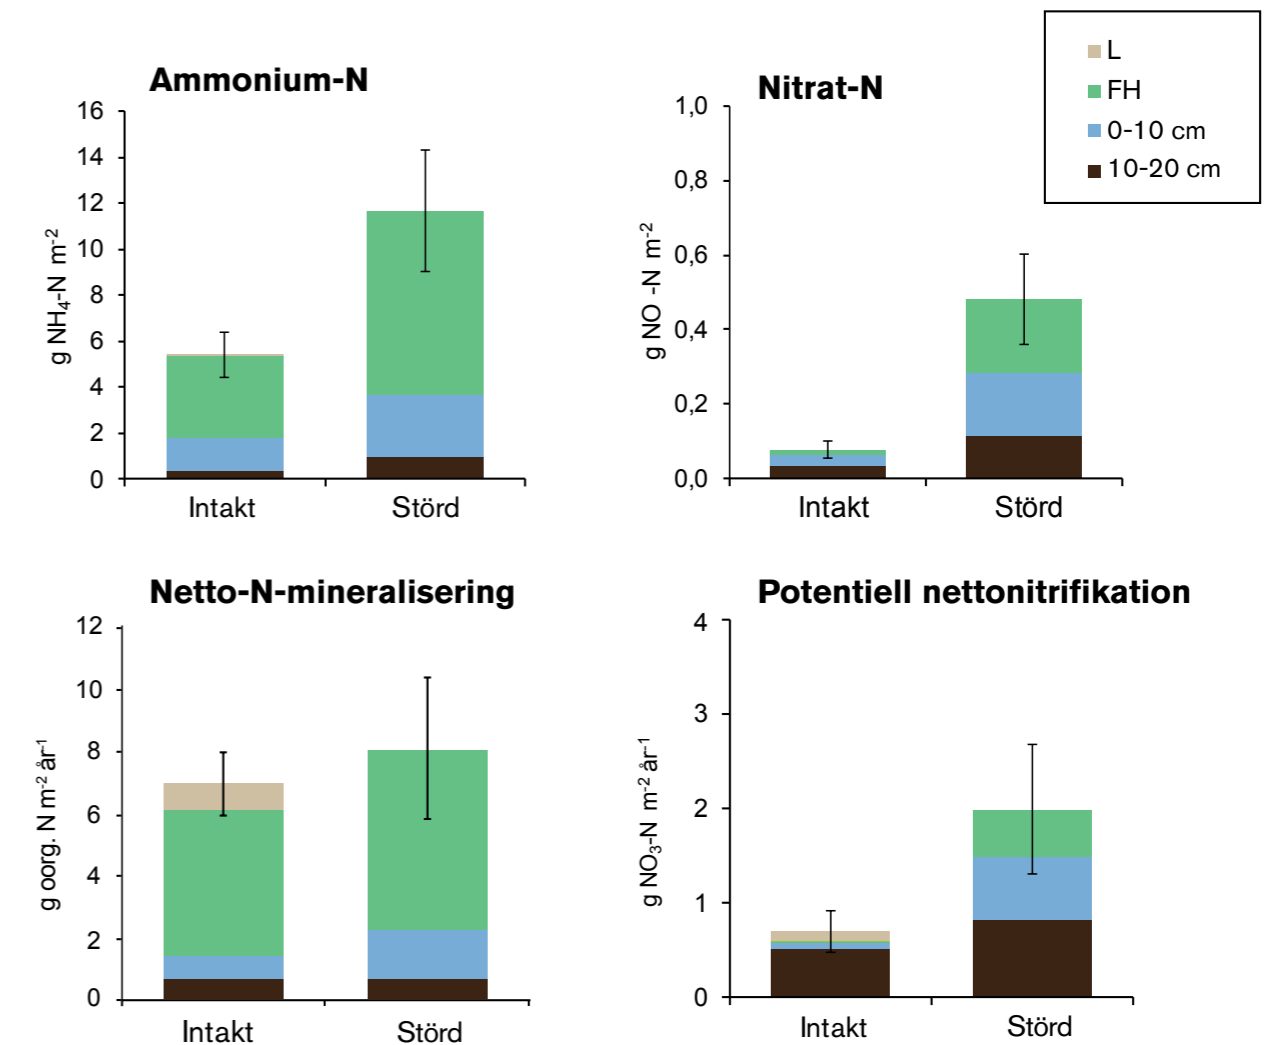 L
FH
0-10 cm
10-20 cm
Ammonium-N
16
14
12
10
8
6
4
2
0
g NH₄-N m⁻²
Intakt Störd
Nitrat-N
1,0
0,8
0,6
0,4
0,2
0,0
g NO -N m⁻²
Intakt Störd
Netto-N-mineralisering
12
10
8
6
4
2
0
g oorg. N m⁻² år⁻¹
Intakt Störd
Potentiell nettonitrifikation
4
3
2
1
0
g NO₃-N m⁻² år⁻¹
Intakt Störd